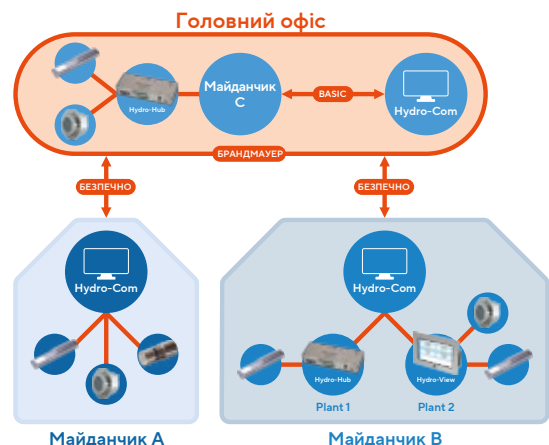 Головний офіс
Майданчик
C
BASIC
Hydro-Com
Hydro-Hub
БРАНДМАУЕР
БЕЗПЕЧНО
БЕЗПЕЧНО
Hydro-Com
Hydro-Com
Hydro-Hub
Hydro-View
Plant 1
Plant 2
Майданчик A
Майданчик B